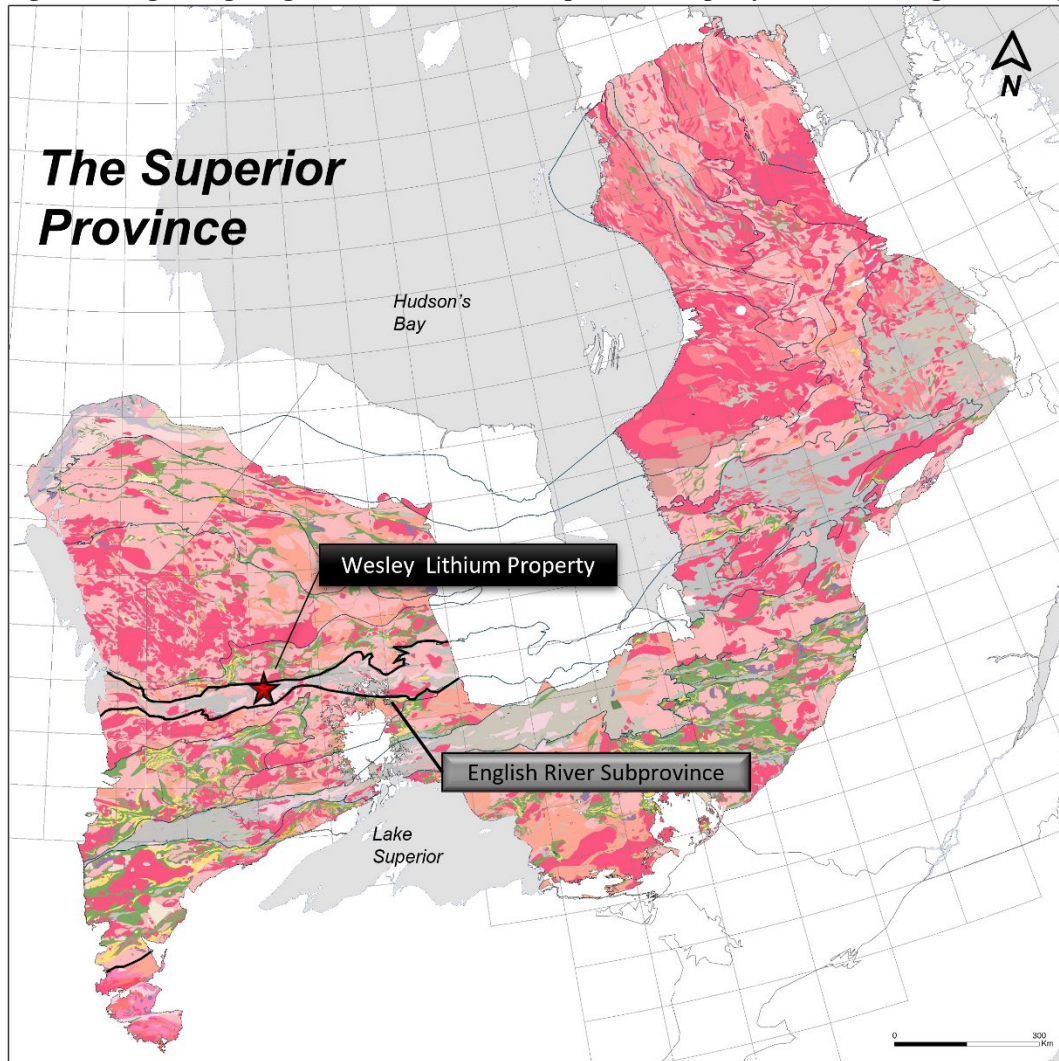 N
The Superior
Province
Hudson's
Bay
Wesley Lithium Property
English River Subprovince
Lake
Superior
0 300
Km